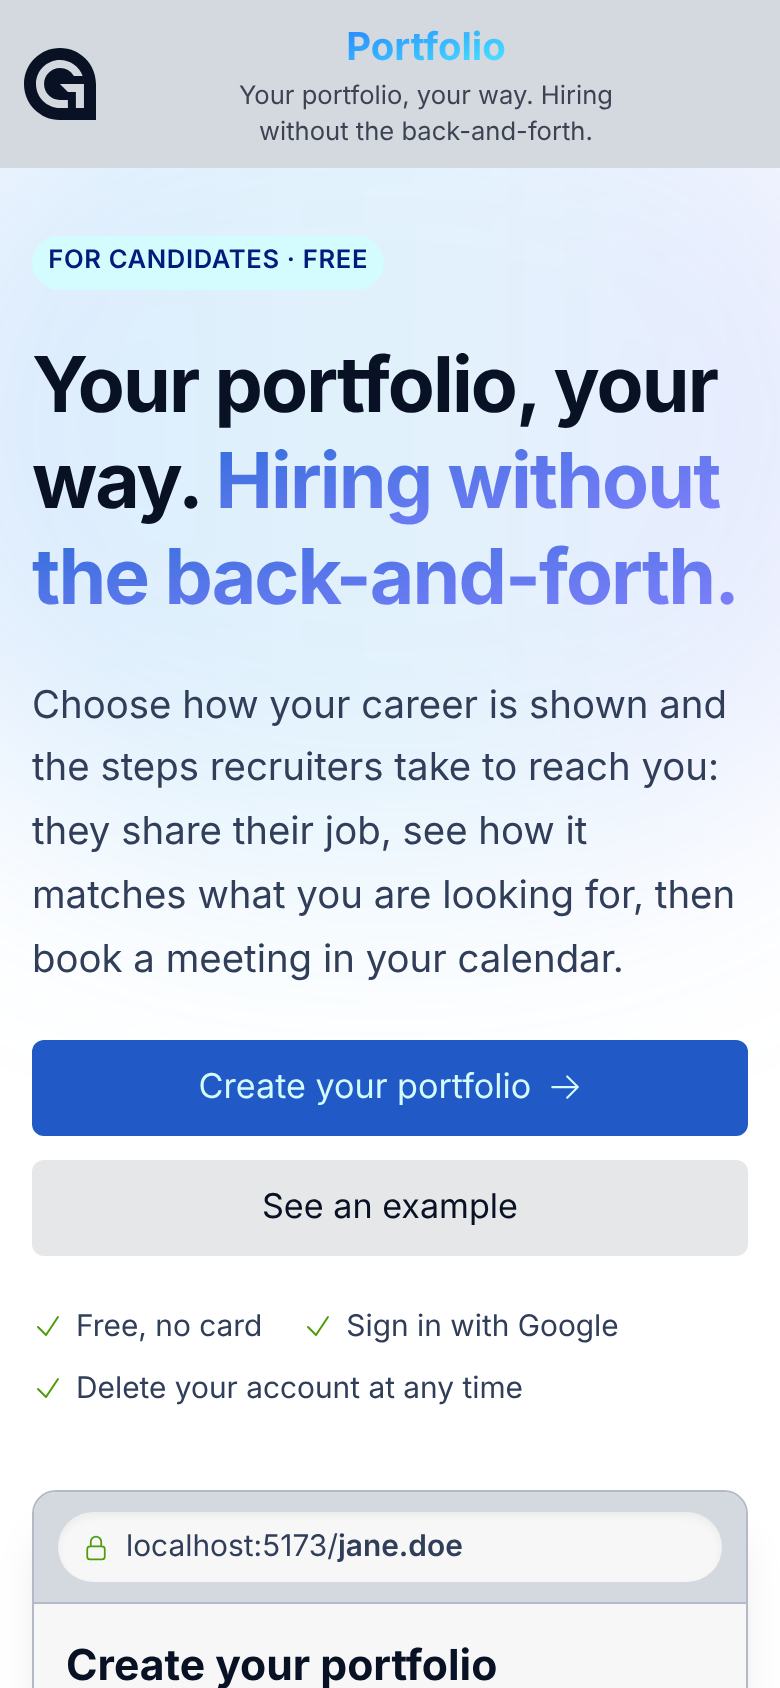 Portfolio
Your portfolio, your way. Hiring
without the back-and-forth.
FOR CANDIDATES · FREE
Your portfolio, your
way. Hiring without
the back-and-forth.
Choose how your career is shown and
the steps recruiters take to reach you:
they share their job, see how it
matches what you are looking for, then
book a meeting in your calendar.
Create your portfolio →
See an example
Free, no card
Sign in with Google
Delete your account at any time
localhost:5173/jane.doe
Create your portfolio